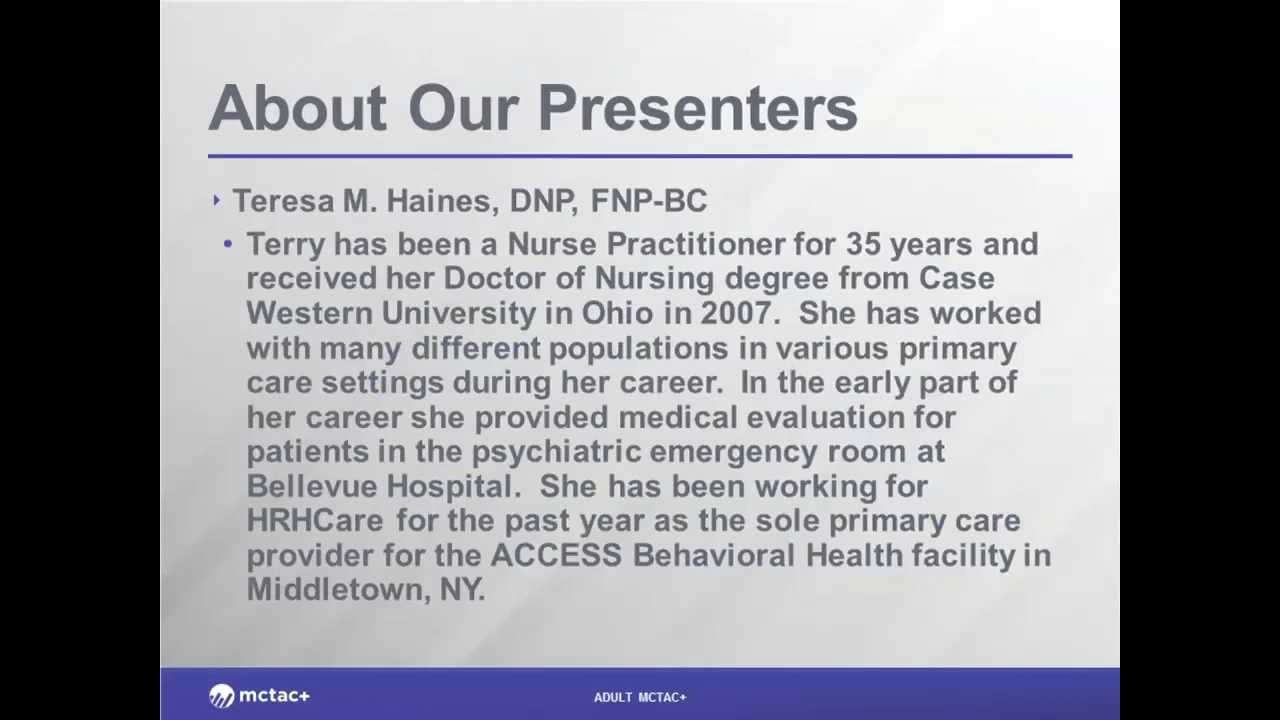 About Our Presenters
Teresa M. Haines, DNP, FNP-BC
Terry has been a Nurse Practitioner for 35 years and
received her Doctor of Nursing degree from Case
Western University in Ohio in 2007.  She has worked
with many different populations in various primary
care settings during her career.  In the early part of
her career she provided medical evaluation for
patients in the psychiatric emergency room at
Bellevue Hospital.  She has been working for
HRHCare for the past year as the sole primary care
provider for the ACCESS Behavioral Health facility in
Middletown, NY.
mctac+
ADULT MCTAC+